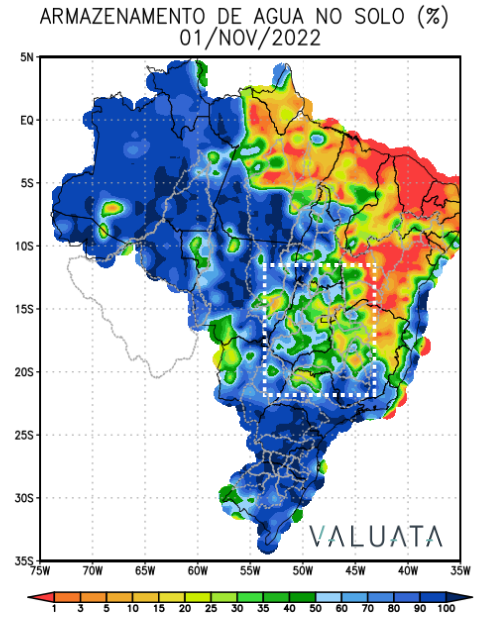 ARMAZENAMENTO DE AGUA NO SOLO (%)
01/NOV/2022
5N
EQ
5S
10S
15S
20S
25S
30S
35S
VALUATA
75W 70W 65W 60W 55W 50W 45W 40W 35W
1 3 5 10 15 20 25 35 40 50 60 70 80 90 100